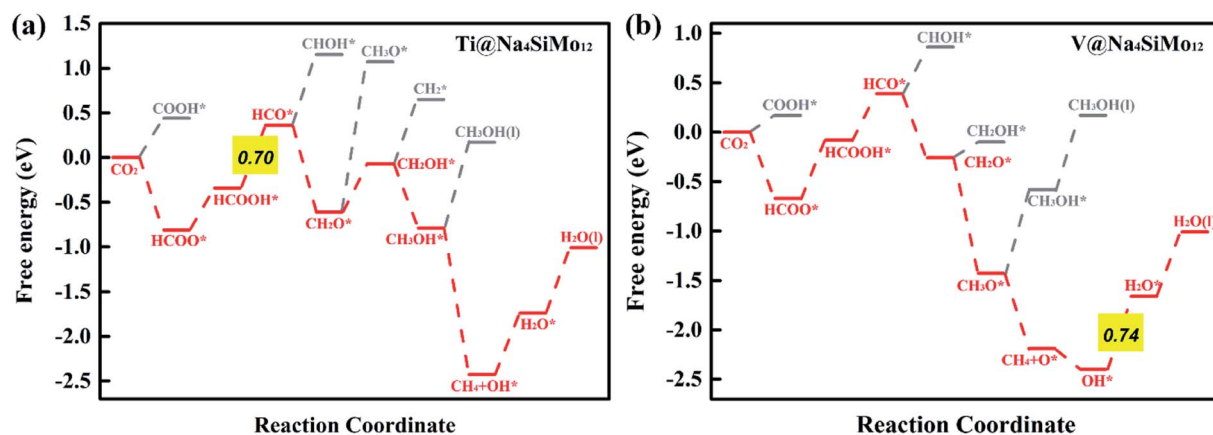 (a)
Ti@Na₄SiMo₁₂
Free energy (eV)
1.5
1.0
0.5
0.0
-0.5
-1.0
-1.5
-2.0
-2.5
CO₂
COOH*
HCOO*
HCOOH*
0.70
HCO*
CHOH*
CH₂O*
CH₃O*
CH₂OH*
CH₂*
CH₃OH*
CH₃OH(l)
CH₄+OH*
H₂O*
H₂O(l)
Reaction Coordinate
(b)
V@Na₄SiMo₁₂
Free energy (eV)
1.0
0.5
0.0
-0.5
-1.0
-1.5
-2.0
-2.5
CO₂
COOH*
HCOO*
HCOOH*
HCO*
CHOH*
CH₂OH*
CH₂O*
CH₃O*
CH₃OH(l)
CH₃OH*
CH₄+O*
OH*
0.74
H₂O*
H₂O(l)
Reaction Coordinate